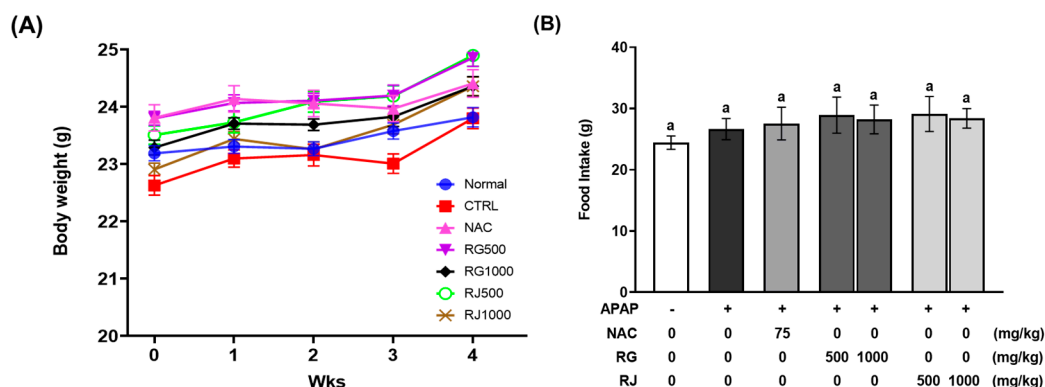 (A)
Body weight (g)
25
24
23
22
21
20
0 1 2 3 4
Wks
Normal
CTRL
NAC
RG500
RG1000
RJ500
RJ1000
(B)
Food Intake (g)
40
30
20
10
0
a a a a a a a
APAP - + + + + + +
NAC 0 0 75 0 0 0 0 (mg/kg)
RG 0 0 0 500 1000 0 0 (mg/kg)
RJ 0 0 0 0 0 500 1000 (mg/kg)